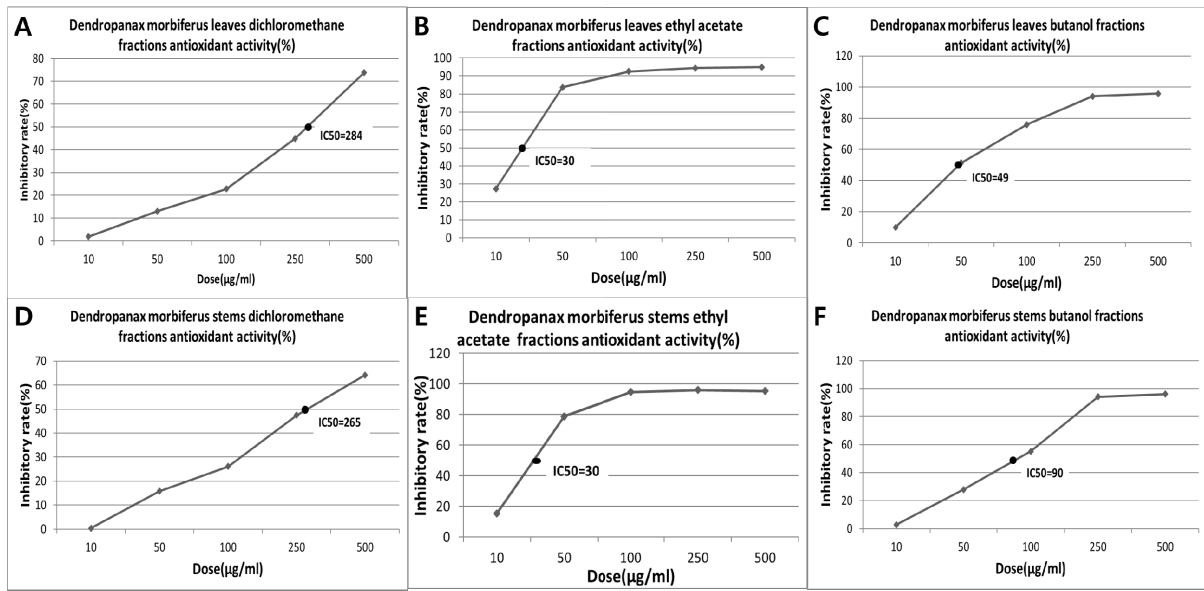 A
Dendropanax morbiferus leaves dichloromethane
fractions antioxidant activity(%)
Inhibitory rate(%)
80
70
60
50
40
30
20
10
0
IC50=284
10 50 100 250 500
Dose(μg/ml)
B
Dendropanax morbiferus leaves ethyl acetate
fractions antioxidant activity(%)
Inhibitory rate(%)
100
90
80
70
60
50
40
30
20
10
0
IC50=30
10 50 100 250 500
Dose(μg/ml)
C
Dendropanax morbiferus leaves butanol fractions
antioxidant activity(%)
Inhibitory rate(%)
120
100
80
60
40
20
0
IC50=49
10 50 100 250 500
Dose(μg/ml)
D
Dendropanax morbiferus stems dichloromethane
fractions antioxidant activity(%)
Inhibitory rate(%)
70
60
50
40
30
20
10
0
IC50=265
10 50 100 250 500
Dose(μg/ml)
E
Dendropanax morbiferus stems ethyl
acetate fractions antioxidant activity(%)
Inhibitory rate(%)
120
100
80
60
40
20
0
IC50=30
10 50 100 250 500
Dose(μg/ml)
F
Dendropanax morbiferus stems butanol fractions
antioxidant activity(%)
Inhibitory rate(%)
120
100
80
60
40
20
0
IC50=90
10 50 100 250 500
Dose(μg/ml)